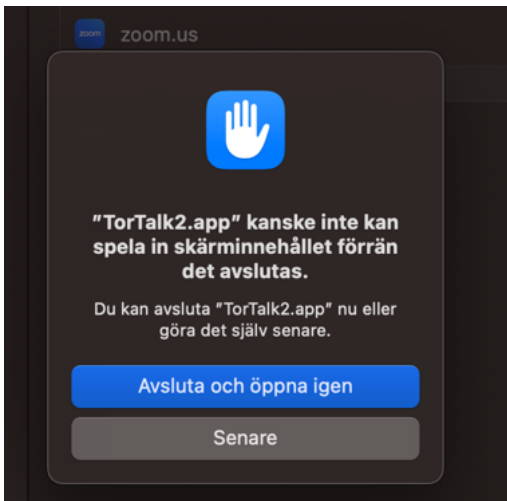 zoom zoom.us
"TorTalk2.app" kanske inte kan
spela in skärminnehållet förrän
det avslutas.
Du kan avsluta "TorTalk2.app" nu eller
göra det själv senare.
Avsluta och öppna igen
Senare